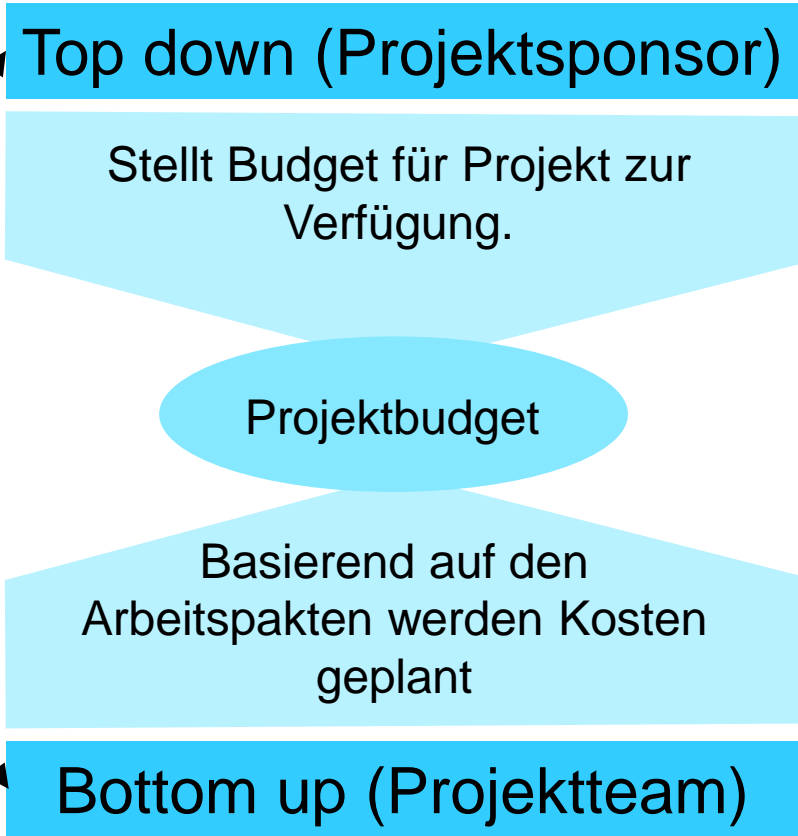 Top down (Projektsponsor)
Stellt Budget für Projekt zur
Verfügung.
Projektbudget
Basierend auf den
Arbeitspakten werden Kosten
geplant
Bottom up (Projektteam)